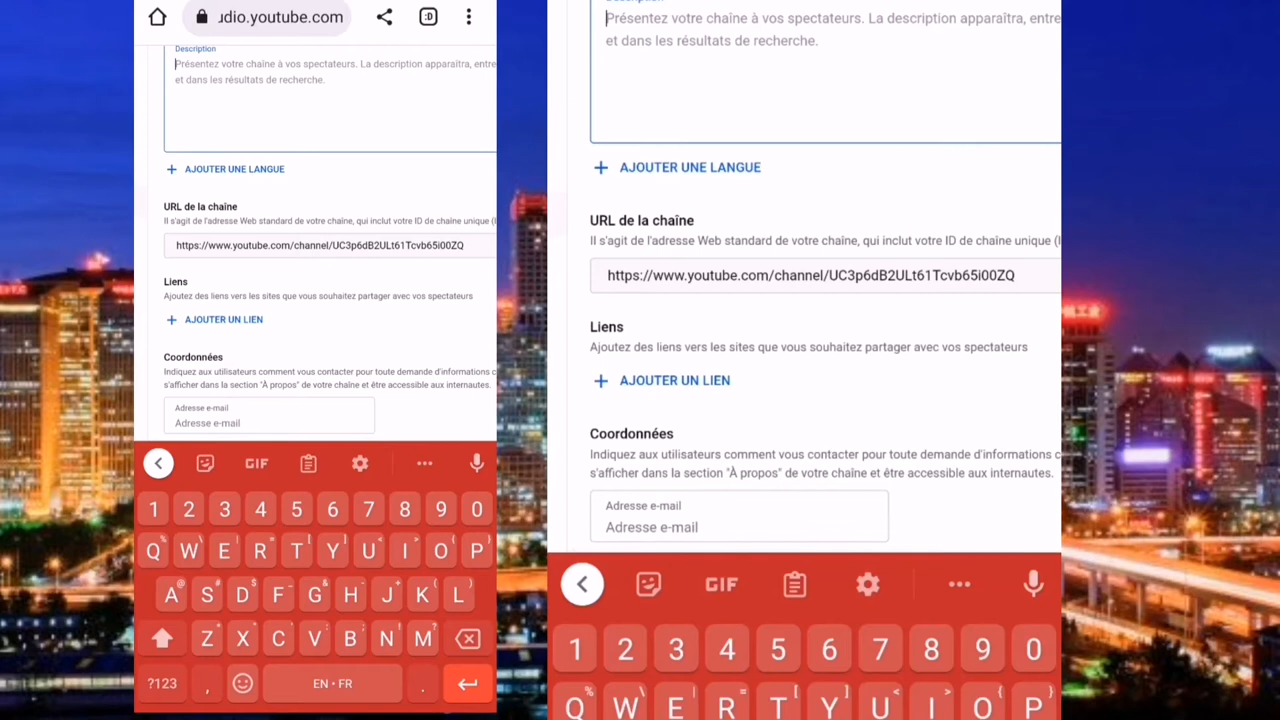 udio.youtube.com
:D
Description
Présentez votre chaîne à vos spectateurs. La description apparaîtra, entre
et dans les résultats de recherche.
+ AJOUTER UNE LANGUE
URL de la chaîne
Il s'agit de l'adresse Web standard de votre chaîne, qui inclut votre ID de chaîne unique (l
https://www.youtube.com/channel/UC3p6dB2ULt61Tcvb65i00ZQ
Liens
Ajoutez des liens vers les sites que vous souhaitez partager avec vos spectateurs
+ AJOUTER UN LIEN
Coordonnées
Indiquez aux utilisateurs comment vous contacter pour toute demande d'informations c
s'afficher dans la section "À propos" de votre chaîne et être accessible aux internautes.
Adresse e-mail
Adresse e-mail
GIF
1 2 3 4 5 6 7 8 9 0
Q% W\ E| R= T[ Y] U< I> O{ P}
A@ S# D$ F_ G& H- J+ K( L)
Z* X" C' V: B; N! M?
?123 , EN • FR .
Présentez votre chaîne à vos spectateurs. La description apparaîtra, entre
et dans les résultats de recherche.
+ AJOUTER UNE LANGUE
URL de la chaîne
Il s'agit de l'adresse Web standard de votre chaîne, qui inclut votre ID de chaîne unique (l
https://www.youtube.com/channel/UC3p6dB2ULt61Tcvb65i00ZQ
Liens
Ajoutez des liens vers les sites que vous souhaitez partager avec vos spectateurs
+ AJOUTER UN LIEN
Coordonnées
Indiquez aux utilisateurs comment vous contacter pour toute demande d'informations c
s'afficher dans la section "À propos" de votre chaîne et être accessible aux internautes.
Adresse e-mail
Adresse e-mail
GIF
1 2 3 4 5 6 7 8 9 0
Q% W\ E| R= T[ Y] U< I> O{ P}